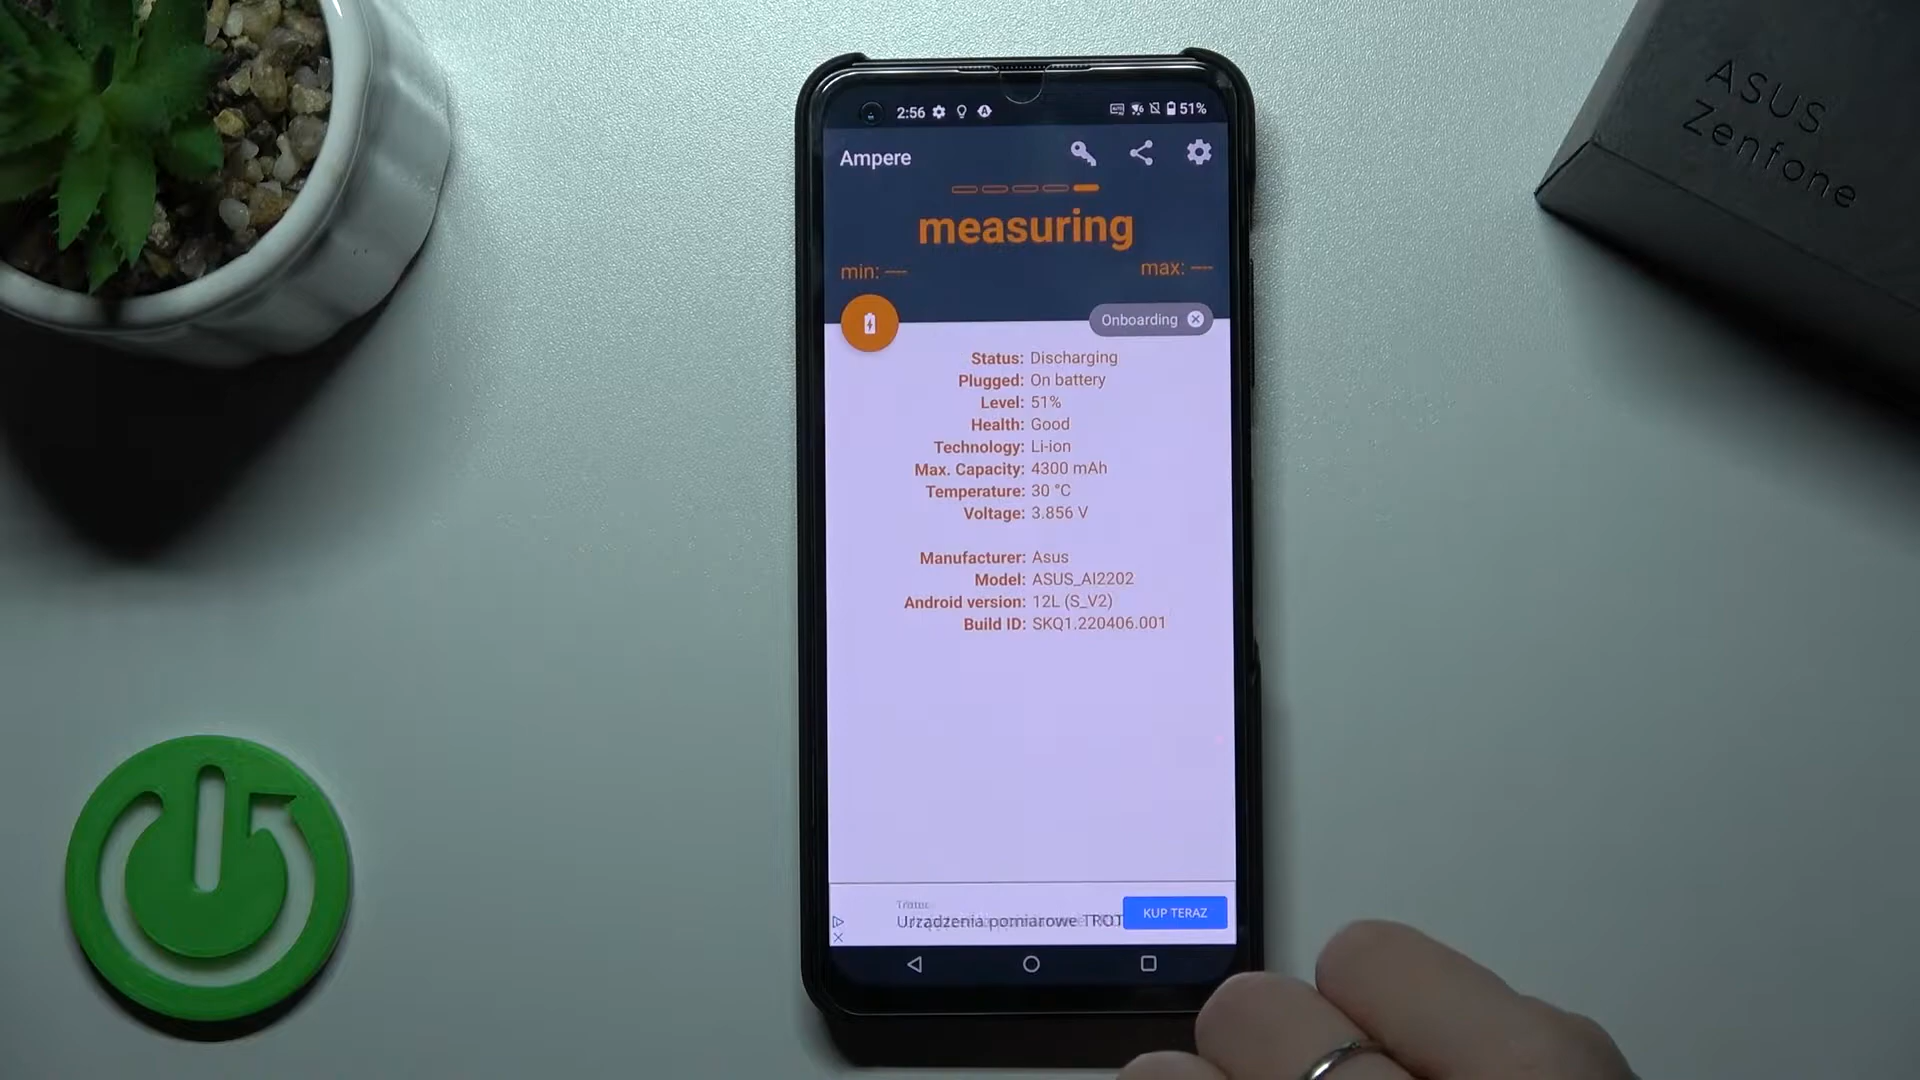 ASUS
Zenfone
2:56
51%
Ampere
measuring
min: ----
max: ----
Onboarding
Status: Discharging
Plugged: On battery
Level: 51%
Health: Good
Technology: Li-ion
Max. Capacity: 4300 mAh
Temperature: 30 °C
Voltage: 3.856 V
Manufacturer: Asus
Model: ASUS_AI2202
Android version: 12L (S_V2)
Build ID: SKQ1.220406.001
Urządzenia pomiarowe TROT
KUP TERAZ